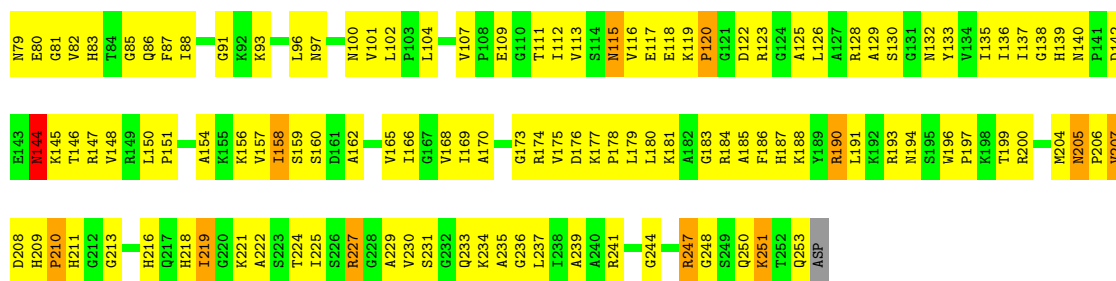 N79 E80 G81 V82 H83 T84 G85 Q86 F87 I88 G91 K92 K93 L96 N97 N100 V101 L102 P103 L104 V107 P108 E109 G110 T111 I112 V113 S114 N115 V116 E117 E118 K119 P120 G121 D122 R123 G124 A125 L126 A127 R128 A129 S130 G131 N132 Y133 V134 I135 I136 I137 G138 H139 N140 P141 D142
E143 N144 K145 T146 R147 V148 R149 L150 P151 A154 K155 K156 V157 I158 S159 S160 D161 A162 V165 I166 G167 V168 I169 A170 G173 R174 V175 D176 K177 P178 L179 L180 K181 A182 G183 R184 A185 F186 H187 K188 Y189 R190 L191 K192 R193 N194 S195 W196 P197 K198 T199 R200 M204 N205 P206
D208 H209 P210 H211 G212 G213 H216 Q217 H218 I219 G220 K221 A222 S223 T224 I225 S226 R227 G228 A229 V230 S231 G232 Q233 K234 A235 G236 L237 I238 A239 A240 R241 G244 R247 G248 S249 Q250 K251 T252 Q253 ASP